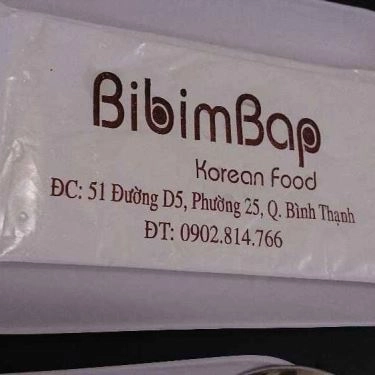 BibimBap
Korean Food
ĐC: 51 Đường D5, Phường 25, Q. Bình Thạnh
ĐT: 0902.814.766